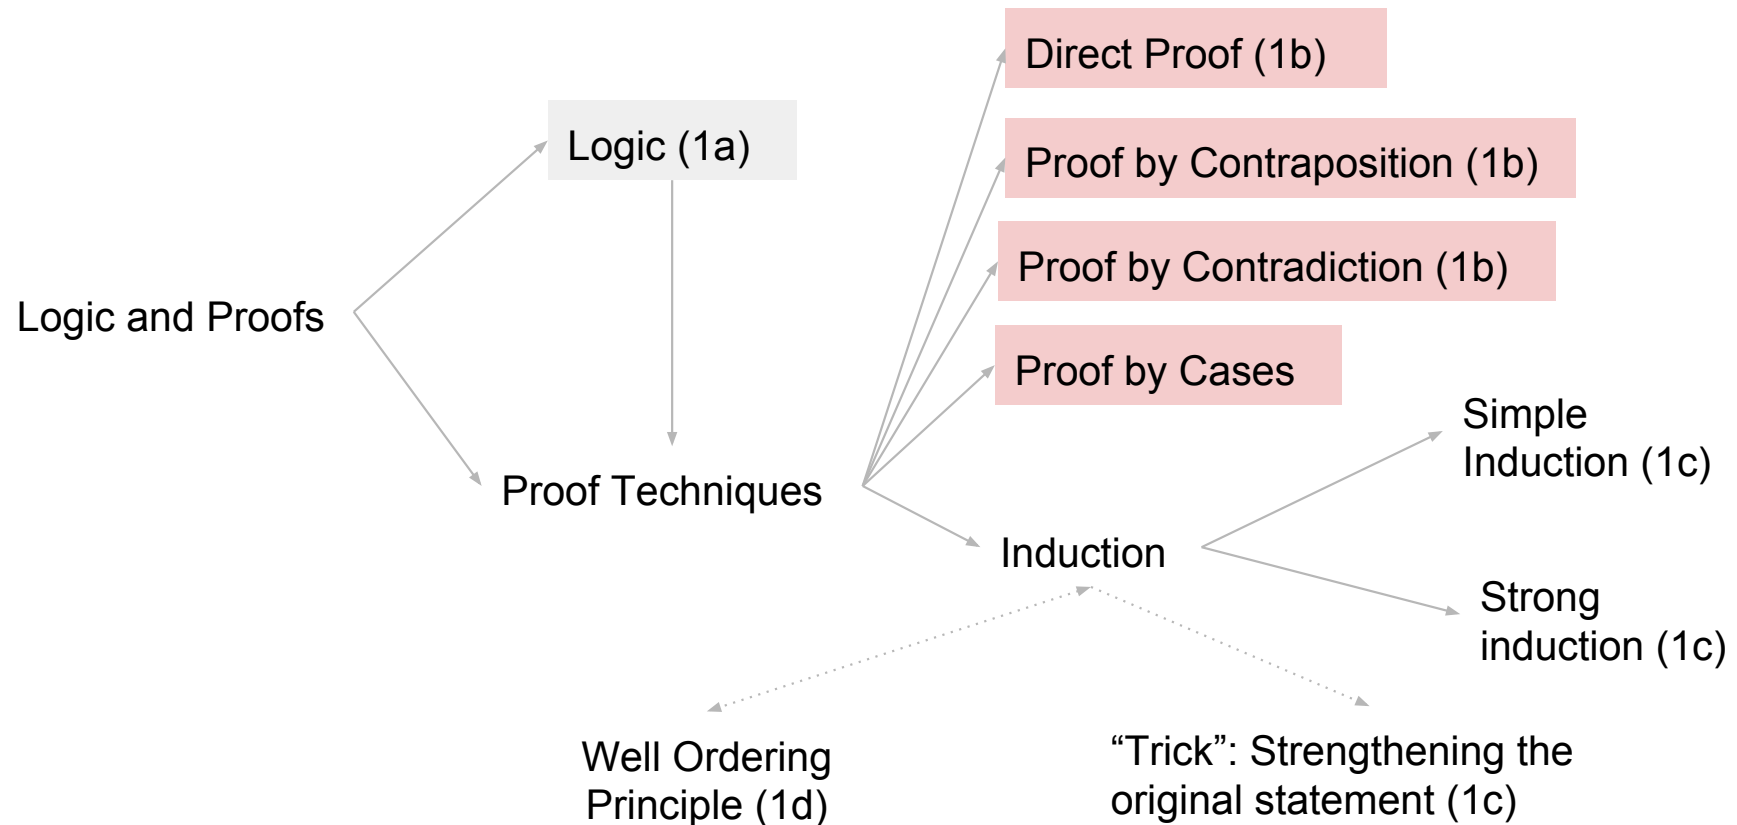 Direct Proof (1b)
Logic (1a)
Proof by Contraposition (1b)
Proof by Contradiction (1b)
Logic and Proofs
Proof by Cases
Simple
Induction (1c)
Proof Techniques
Induction
Strong
induction (1c)
Well Ordering
Principle (1d)
“Trick”: Strengthening the
original statement (1c)